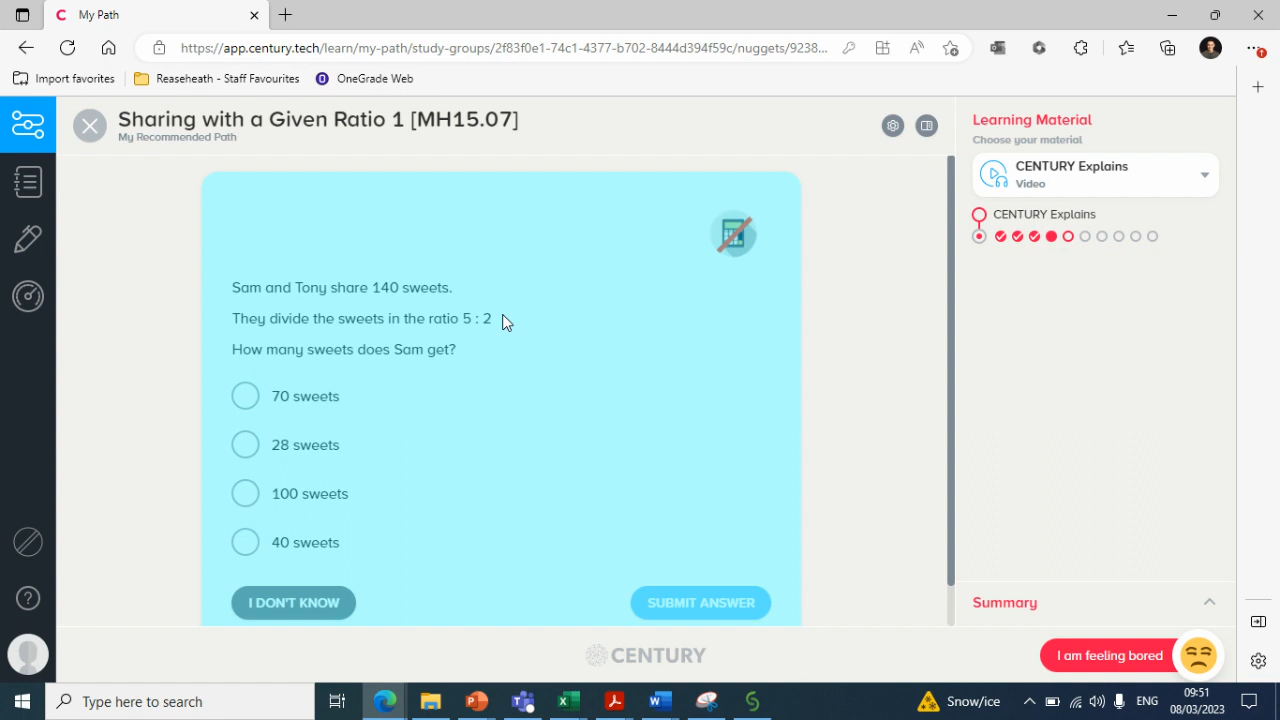 My Path
https://app.century.tech/learn/my-path/study-groups/2f83f0e1-74c1-4377-b702-8444d394f59c/nuggets/9238...
Import favorites
Reaseheath - Staff Favourites
OneGrade Web
Sharing with a Given Ratio 1 [MH15.07]
My Recommended Path
Sam and Tony share 140 sweets.
They divide the sweets in the ratio 5 : 2
How many sweets does Sam get?
70 sweets
28 sweets
100 sweets
40 sweets
I DON'T KNOW
SUBMIT ANSWER
CENTURY
Learning Material
Choose your material
CENTURY Explains
Video
CENTURY Explains
Summary
I am feeling bored
Type here to search
Snow/ice
ENG
09:51
08/03/2023